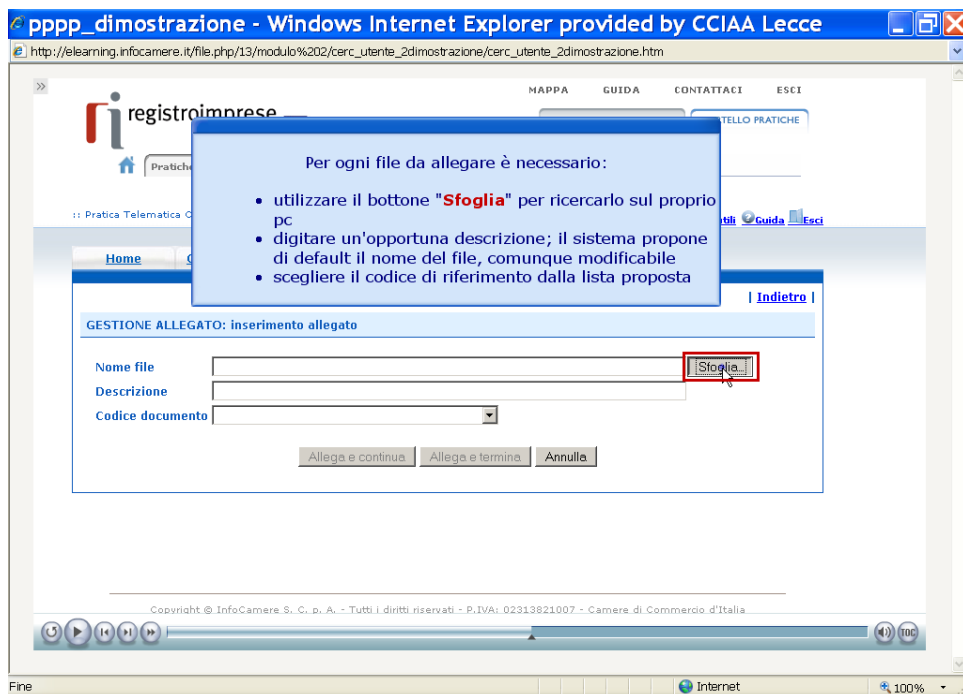 pppp_dimostrazione - Windows Internet Explorer provided by CCIAA Lecce
http://elearning.infocamere.it/file.php/13/modulo%202/cerc_utente_2dimostrazione/cerc_utente_2dimostrazione.htm
MAPPA GUIDA CONTATTACI ESCI
registroimprese
TELLO PRATICHE
Pratiche
Per ogni file da allegare è necessario:
• utilizzare il bottone "Sfoglia" per ricercarlo sul proprio
pc
• digitare un'opportuna descrizione; il sistema propone
di default il nome del file, comunque modificabile
• scegliere il codice di riferimento dalla lista proposta
:: Pratica Telematica
Guida Esci
Home
| Indietro |
GESTIONE ALLEGATO: inserimento allegato
Nome file Sfoglia...
Descrizione
Codice documento
Allega e continua Allega e termina Annulla
Copyright © InfoCamere S. C. p. A. - Tutti i diritti riservati - P.IVA: 02313821007 - Camere di Commercio d'Italia
TOC
Fine Internet 100%